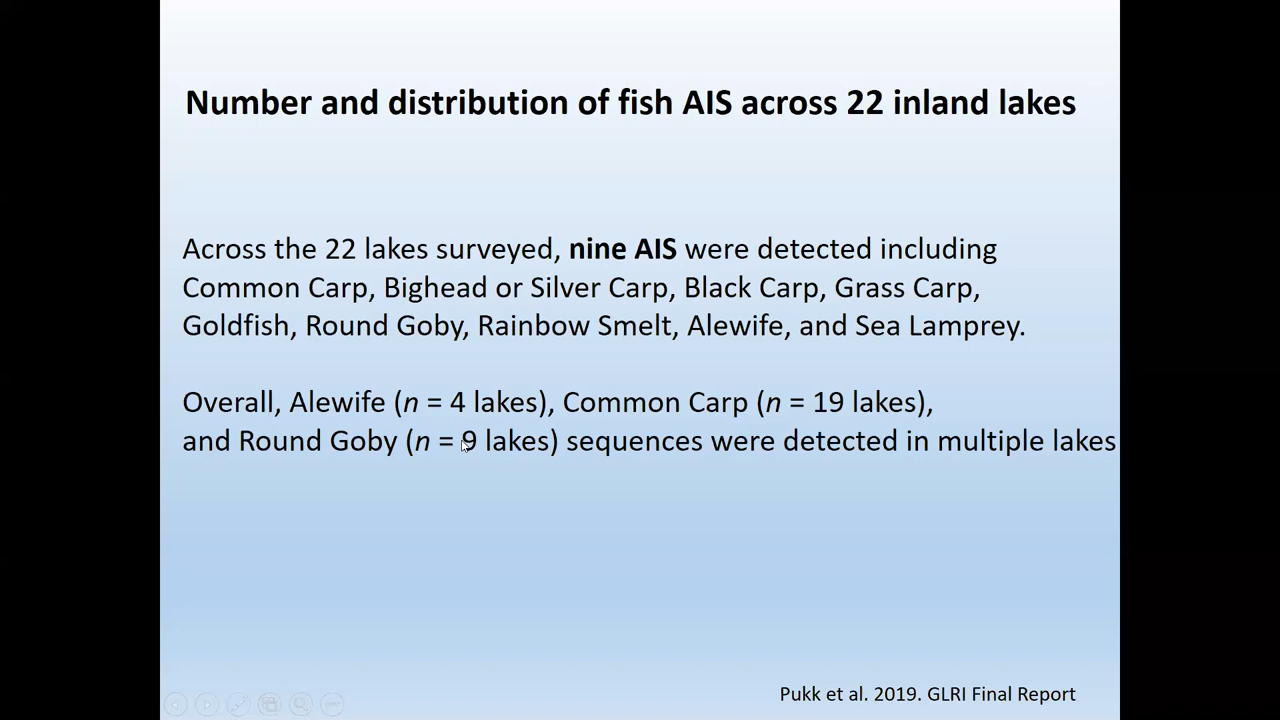 Number and distribution of fish AIS across 22 inland lakes
Across the 22 lakes surveyed, nine AIS were detected including
Common Carp, Bighead or Silver Carp, Black Carp, Grass Carp,
Goldfish, Round Goby, Rainbow Smelt, Alewife, and Sea Lamprey.
Overall, Alewife (n = 4 lakes), Common Carp (n = 19 lakes),
and Round Goby (n = 9 lakes) sequences were detected in multiple lakes
Pukk et al. 2019. GLRI Final Report